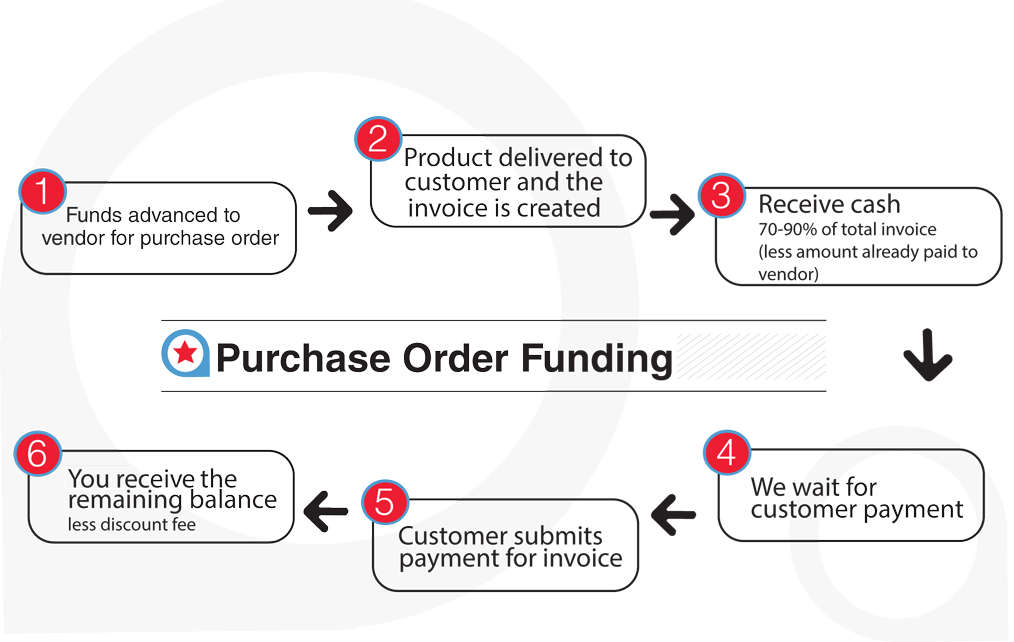 1
Funds advanced to
vendor for purchase order
2
Product delivered to
customer and the
invoice is created
3
Receive cash
70-90% of total invoice
(less amount already paid to
vendor)
Purchase Order Funding
4
We wait for
customer payment
5
Customer submits
payment for invoice
6
You receive the
remaining balance
less discount fee